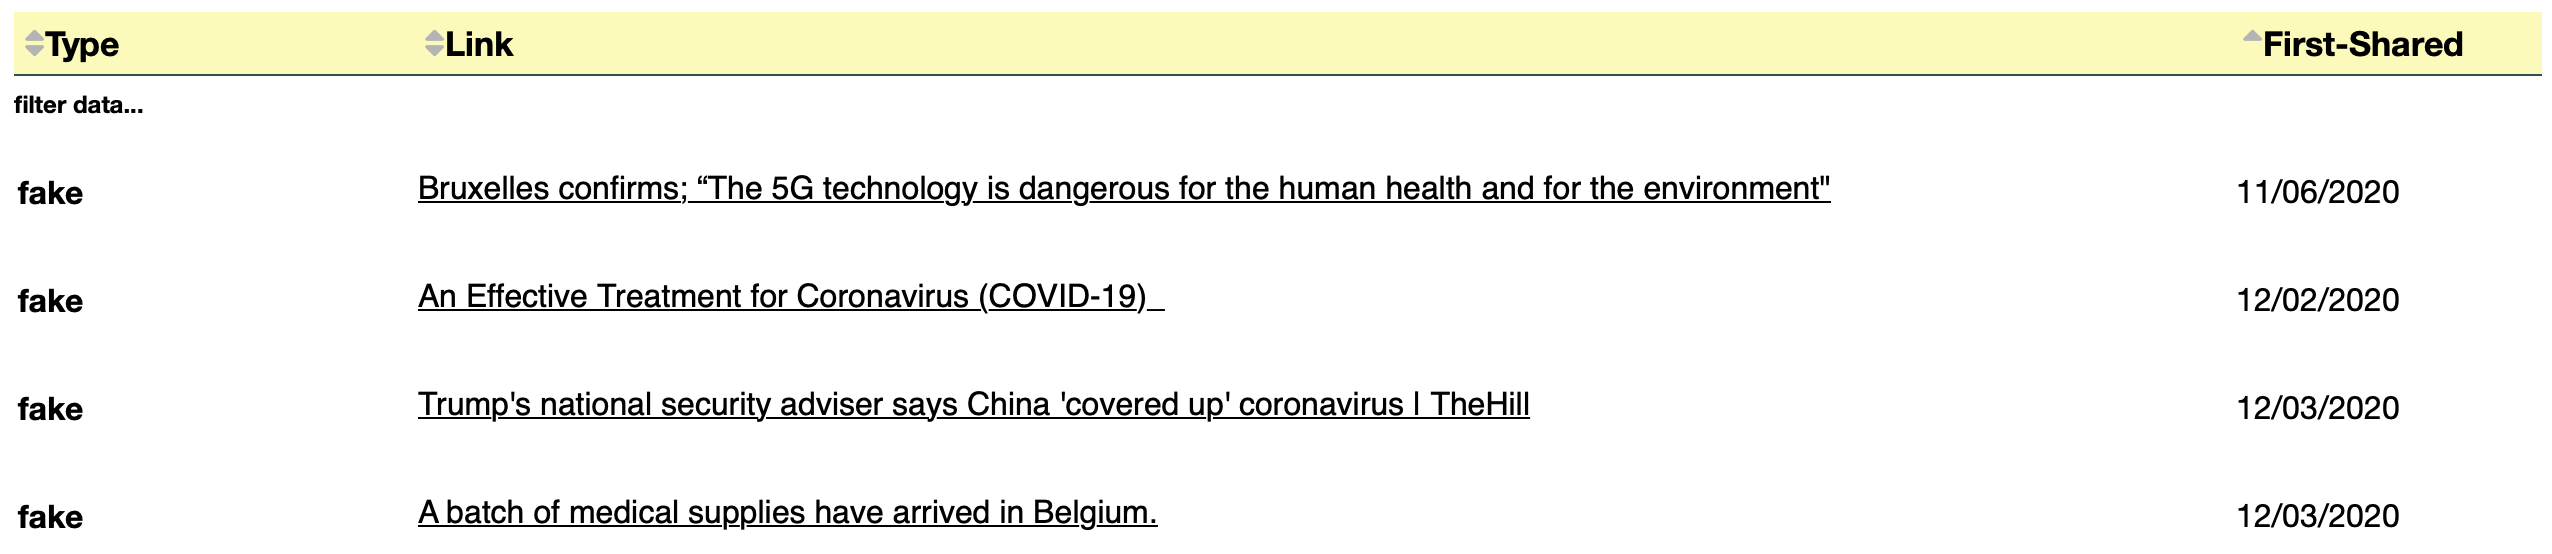 Type Link First-Shared
filter data...
fake Bruxelles confirms; “The 5G technology is dangerous for the human health and for the environment" 11/06/2020
fake An Effective Treatment for Coronavirus (COVID-19) 12/02/2020
fake Trump's national security adviser says China 'covered up' coronavirus | TheHill 12/03/2020
fake A batch of medical supplies have arrived in Belgium. 12/03/2020